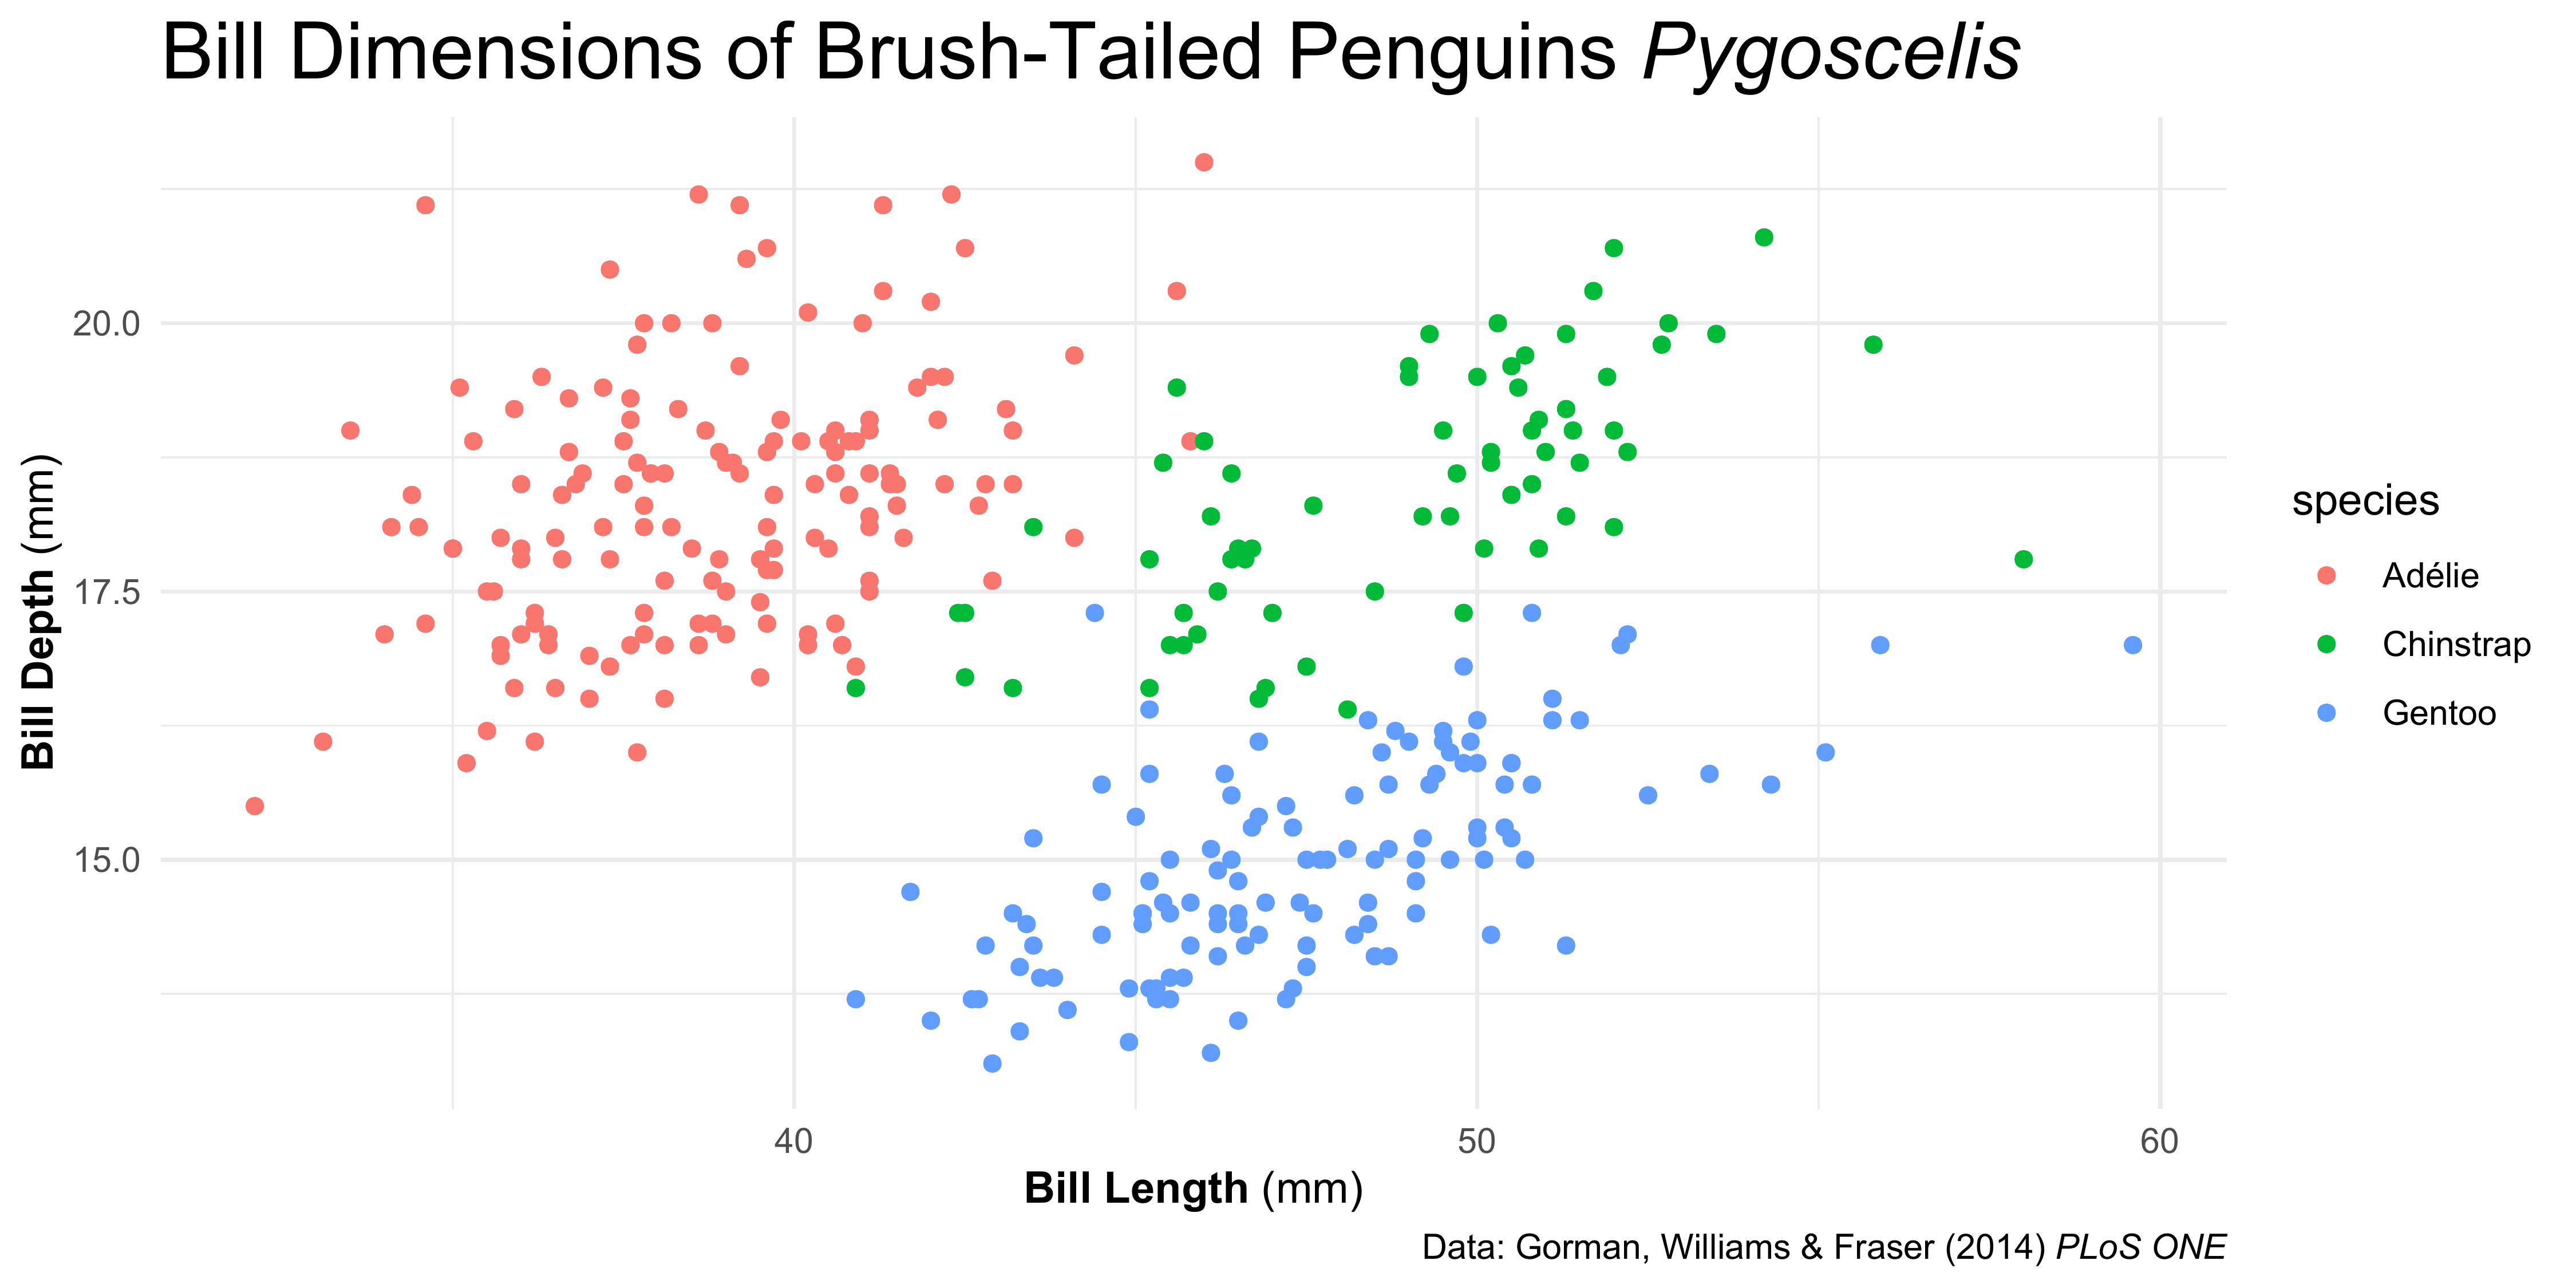 Bill Dimensions of Brush-Tailed Penguins Pygoscelis
Bill Depth (mm)
20.0
17.5
15.0
40
50
60
Bill Length (mm)
species
Adélie
Chinstrap
Gentoo
Data: Gorman, Williams & Fraser (2014) PLoS ONE